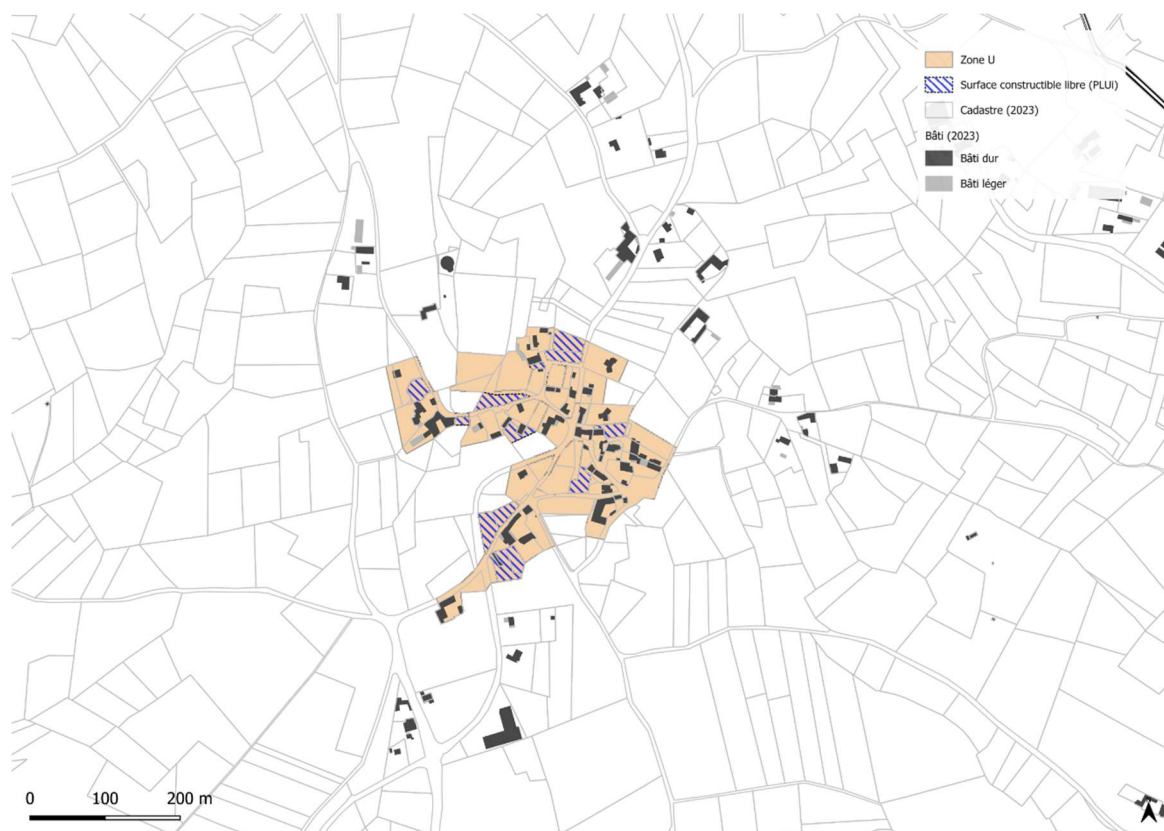 Zone U
Surface constructible libre (PLUi)
Cadastre (2023)
Bâti (2023)
Bâti dur
Bâti léger
0 100 200 m